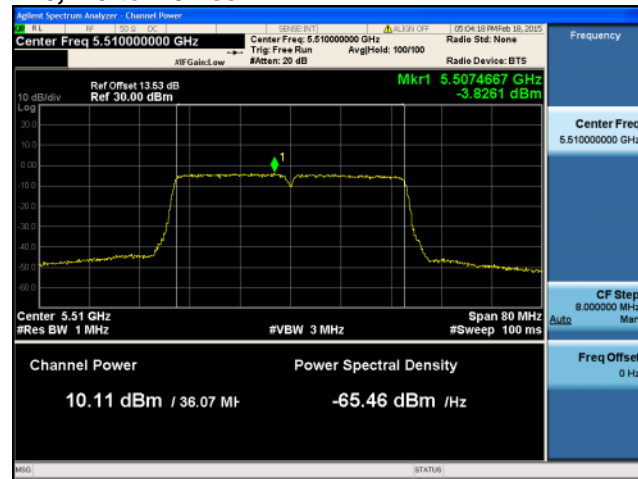 Agilent Spectrum Analyzer - Channel Power
RL RF 50 Ω DC SENSE:INT ALIGN OFF 05:04:18 PM Feb 18, 2015
Center Freq 5.510000000 GHz
Center Freq: 5.510000000 GHz
Radio Std: None
Trig: Free Run
Avg|Hold: 100/100
#IFGain:Low
#Atten: 20 dB
Radio Device: BTS
Mkr1 5.5074667 GHz
-3.8261 dBm
Ref Offset 13.53 dB
10 dB/div
Ref 30.00 dBm
Log
20.0
10.0
0.00
1
-10.0
-20.0
-30.0
-40.0
-50.0
-60.0
Center 5.51 GHz
Span 80 MHz
#Res BW 1 MHz
#VBW 3 MHz
#Sweep 100 ms
Channel Power
Power Spectral Density
10.11 dBm / 36.07 MH
-65.46 dBm /Hz
MSG
STATUS
Frequency
Center Freq
5.510000000 GHz
CF Step
8.000000 MHz
Auto Man
Freq Offset
0 Hz